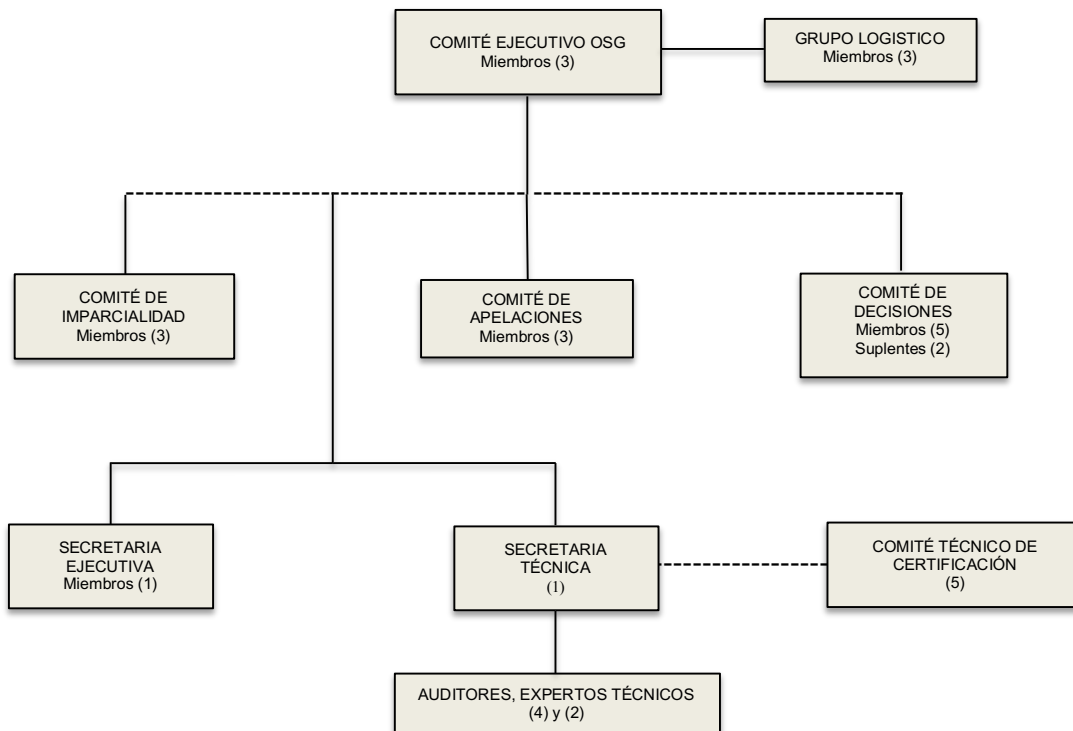 COMITÉ EJECUTIVO OSG
Miembros (3)
GRUPO LOGISTICO
Miembros (3)
COMITÉ DE
IMPARCIALIDAD
Miembros (3)
COMITÉ DE
APELACIONES
Miembros (3)
COMITÉ DE
DECISIONES
Miembros (5)
Suplentes (2)
SECRETARIA
EJECUTIVA
Miembros (1)
SECRETARIA
TÉCNICA
(1)
COMITÉ TÉCNICO DE
CERTIFICACIÓN
(5)
AUDITORES, EXPERTOS TÉCNICOS
(4) y (2)